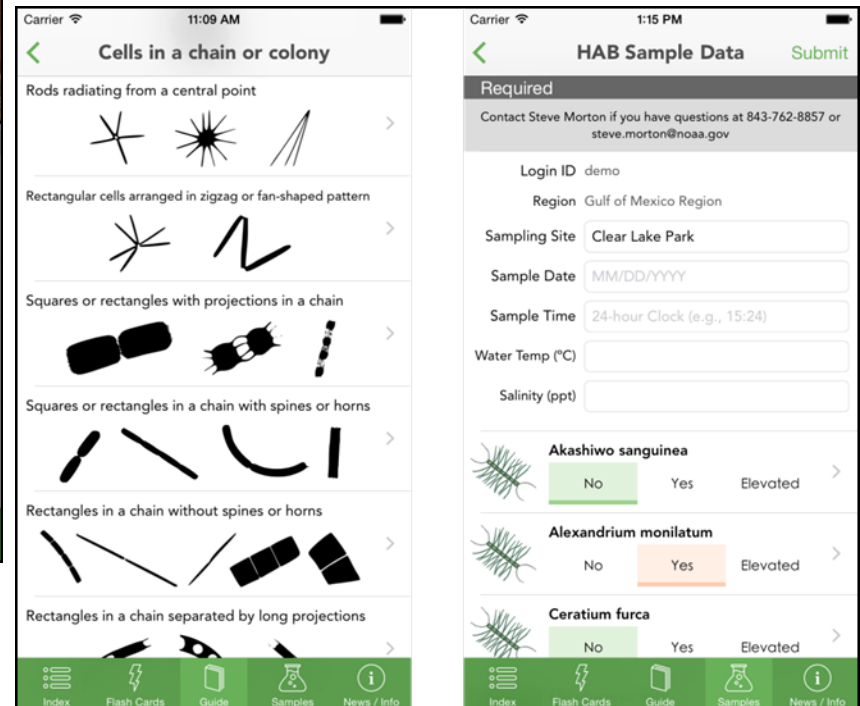 Carrier 11:09 AM
Cells in a chain or colony
Rods radiating from a central point
Rectangular cells arranged in zigzag or fan-shaped pattern
Squares or rectangles with projections in a chain
Squares or rectangles in a chain with spines or horns
Rectangles in a chain without spines or horns
Rectangles in a chain separated by long projections
Index Flash Cards Guide Samples News / Info
Carrier 1:15 PM
HAB Sample Data Submit
Required
Contact Steve Morton if you have questions at 843-762-8857 or
steve.morton@noaa.gov
Login ID demo
Region Gulf of Mexico Region
Sampling Site Clear Lake Park
Sample Date MM/DD/YYYY
Sample Time 24-hour Clock (e.g., 15:24)
Water Temp (ºC)
Salinity (ppt)
Akashiwo sanguinea
No Yes Elevated
Alexandrium monilatum
No Yes Elevated
Ceratium furca
No Yes Elevated
Index Flash Cards Guide Samples News / Info